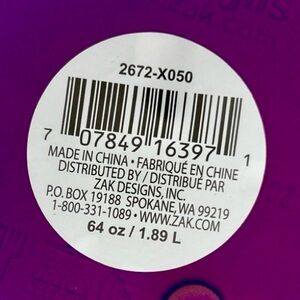 2672-X050
7 07849 16397 1
MADE IN CHINA • FABRIQUÉ EN CHINE
DISTRIBUTED BY / DISTRIBUÉ PAR
ZAK DESIGNS, INC.
P.O. BOX 19188 SPOKANE, WA 99219
1-800-331-1089 • WWW.ZAK.COM
64 oz / 1.89 L